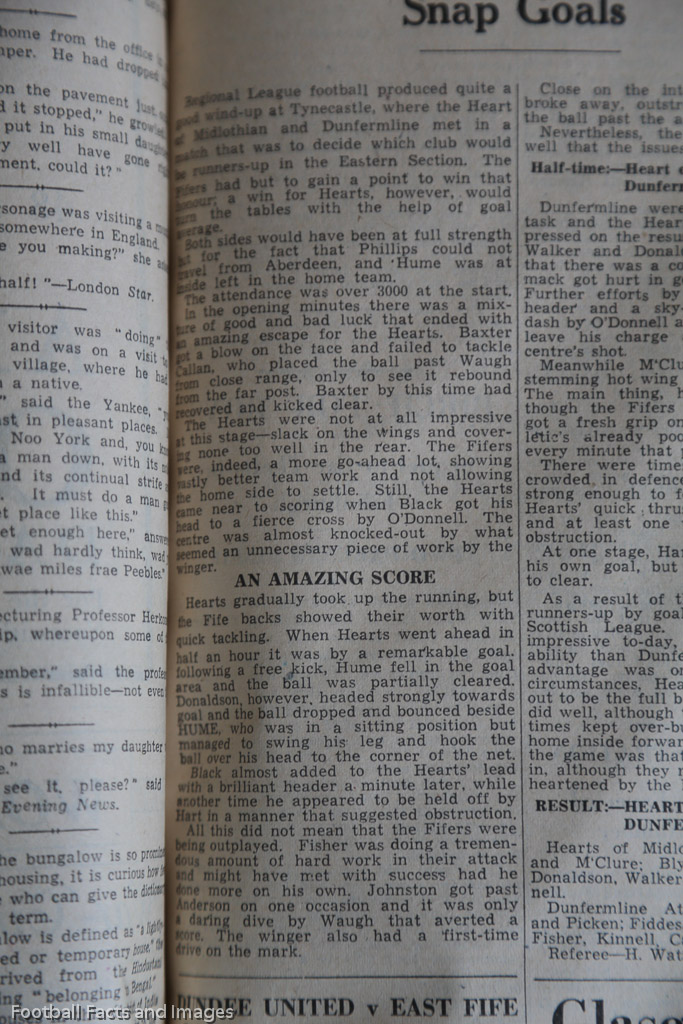 home from the office
He had dropped
on the pavement just
d it stopped," he
put in his small
y well have gone
ment, could it?"
sonage was visiting a
somewhere in England.
e you making?" she
half!"—London Star.
visitor was "doing"
and was on a visit
village, where he had
a native.
" said the Yankee,
st in pleasant places.
Noo York and, you
a man down, with its
nd its continual strife
It must do a man
et place like this."
et enough here,"
wad hardly think, wad
wae miles frae Peebles."
ecturing Professor
ip, whereupon some of
ember," said the
s is infallible—not even
no marries my daughter
e."
see it, please?" said
Evening News.
he bungalow is so
housing, it is curious how
who can give the
term.
alow is defined as "a
ed or temporary house,"
rived from the
ng "belonging
Snap Goals
Regional League football produced quite a
good wind-up at Tynecastle, where the Heart
of Midlothian and Dunfermline met in a
match that was to decide which club would
be runners-up in the Eastern Section. The
Fifers had but to gain a point to win that
honour; a win for Hearts, however, would
turn the tables with the help of goal
average.
Both sides would have been at full strength
but for the fact that Phillips could not
travel from Aberdeen, and Hume was at
inside left in the home team.
The attendance was over 3000 at the start.
In the opening minutes there was a mix-
ture of good and bad luck that ended with
an amazing escape for the Hearts. Baxter
got a blow on the face and failed to tackle
Callan, who placed the ball past Waugh
from close range, only to see it rebound
from the far post. Baxter by this time had
recovered and kicked clear.
The Hearts were not at all impressive
at this stage—slack on the wings and cover-
ing none too well in the rear. The Fifers
were, indeed, a more go-ahead lot, showing
vastly better team work and not allowing
the home side to settle. Still, the Hearts
came near to scoring when Black got his
head to a fierce cross by O'Donnell. The
centre was almost knocked-out by what
seemed an unnecessary piece of work by the
winger.
AN AMAZING SCORE
Hearts gradually took up the running, but
the Fife backs showed their worth with
quick tackling. When Hearts went ahead in
half an hour it was by a remarkable goal.
following a free kick, Hume fell in the goal
area and the ball was partially cleared.
Donaldson, however, headed strongly towards
goal and the ball dropped and bounced beside
HUME, who was in a sitting position but
managed to swing his leg and hook the
ball over his head to the corner of the net.
Black almost added to the Hearts' lead
with a brilliant header a minute later, while
another time he appeared to be held off by
Hart in a manner that suggested obstruction.
All this did not mean that the Fifers were
being outplayed. Fisher was doing a tremen-
dous amount of hard work in their attack
and might have met with success had he
done more on his own. Johnston got past
Anderson on one occasion and it was only
a daring dive by Waugh that averted a
score. The winger also had a first-time
drive on the mark.
DUNDEE UNITED v EAST FIFE
Close on the int
broke away, outstr
the ball past the a
Nevertheless, the
well that the issues
Half-time:—Heart o
Dunferm
Dunfermline were
task and the Hear
pressed on the resu
Walker and Donal
that there was a co
mack got hurt in g
Further efforts by
header and a sky-
dash by O'Donnell a
leave his charge
centre's shot.
Meanwhile M'Clu
stemming hot wing
The main thing, h
though the Fifers
got a fresh grip on
letic's already poo
every minute that p
There were time
crowded in defence
strong enough to f
Hearts' quick thrus
and at least one
obstruction.
At one stage, Har
his own goal, but
to clear.
As a result of t
runners-up by goal
Scottish League.
impressive to-day,
ability than Dunfe
advantage was on
circumstances, Hea
out to be the full b
did well, although
times kept over-bu
home inside forwar
the game was that
in, although they m
heartened by the
RESULT:—HEART
DUNFE
Hearts of Midlo
and M'Clure; Bly
Donaldson, Walker
nell.
Dunfermline At
and Picken; Fiddes
Fisher, Kinnell, C
Referee—H. Wat
Football Facts and Images